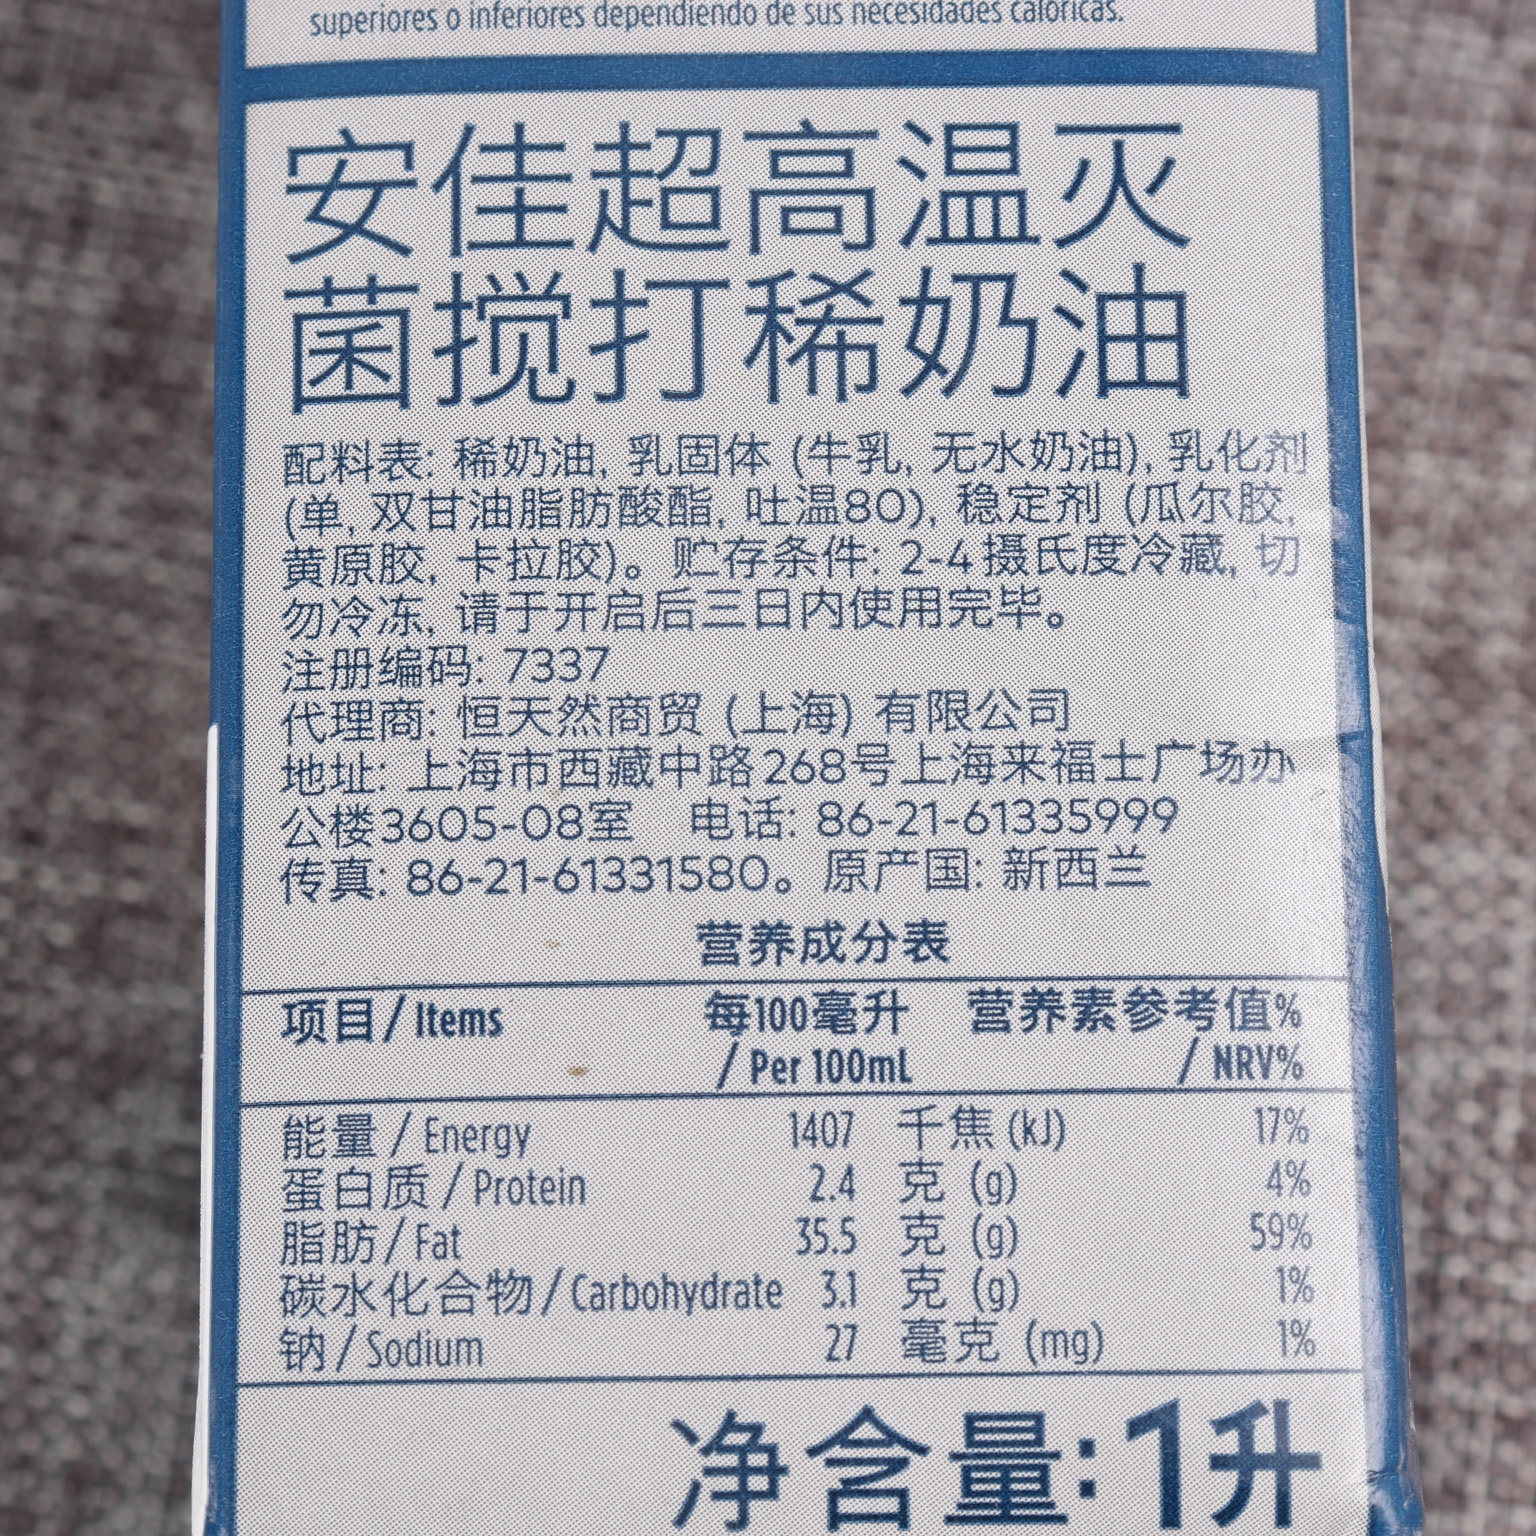 superiores o inferiores dependiendo de sus necesidades calóricas.
安佳超高温灭
菌搅打稀奶油
配料表: 稀奶油, 乳固体 (牛乳, 无水奶油), 乳化剂
(单, 双甘油脂肪酸酯, 吐温80), 稳定剂 (瓜尔胶,
黄原胶, 卡拉胶)。贮存条件: 2-4摄氏度冷藏, 切
勿冷冻, 请于开启后三日内使用完毕。
注册编码: 7337
代理商: 恒天然商贸 (上海) 有限公司
地址: 上海市西藏中路268号上海来福士广场办
公楼3605-08室 电话: 86-21-61335999
传真: 86-21-61331580。原产国: 新西兰
营养成分表
项目 / Items 每100毫升 营养素参考值%
/ Per 100mL / NRV%
能量 / Energy 1407 千焦 (kJ) 17%
蛋白质 / Protein 2.4 克 (g) 4%
脂肪 / Fat 35.5 克 (g) 59%
碳水化合物 / Carbohydrate 3.1 克 (g) 1%
钠 / Sodium 27 毫克 (mg) 1%
净含量: 1升